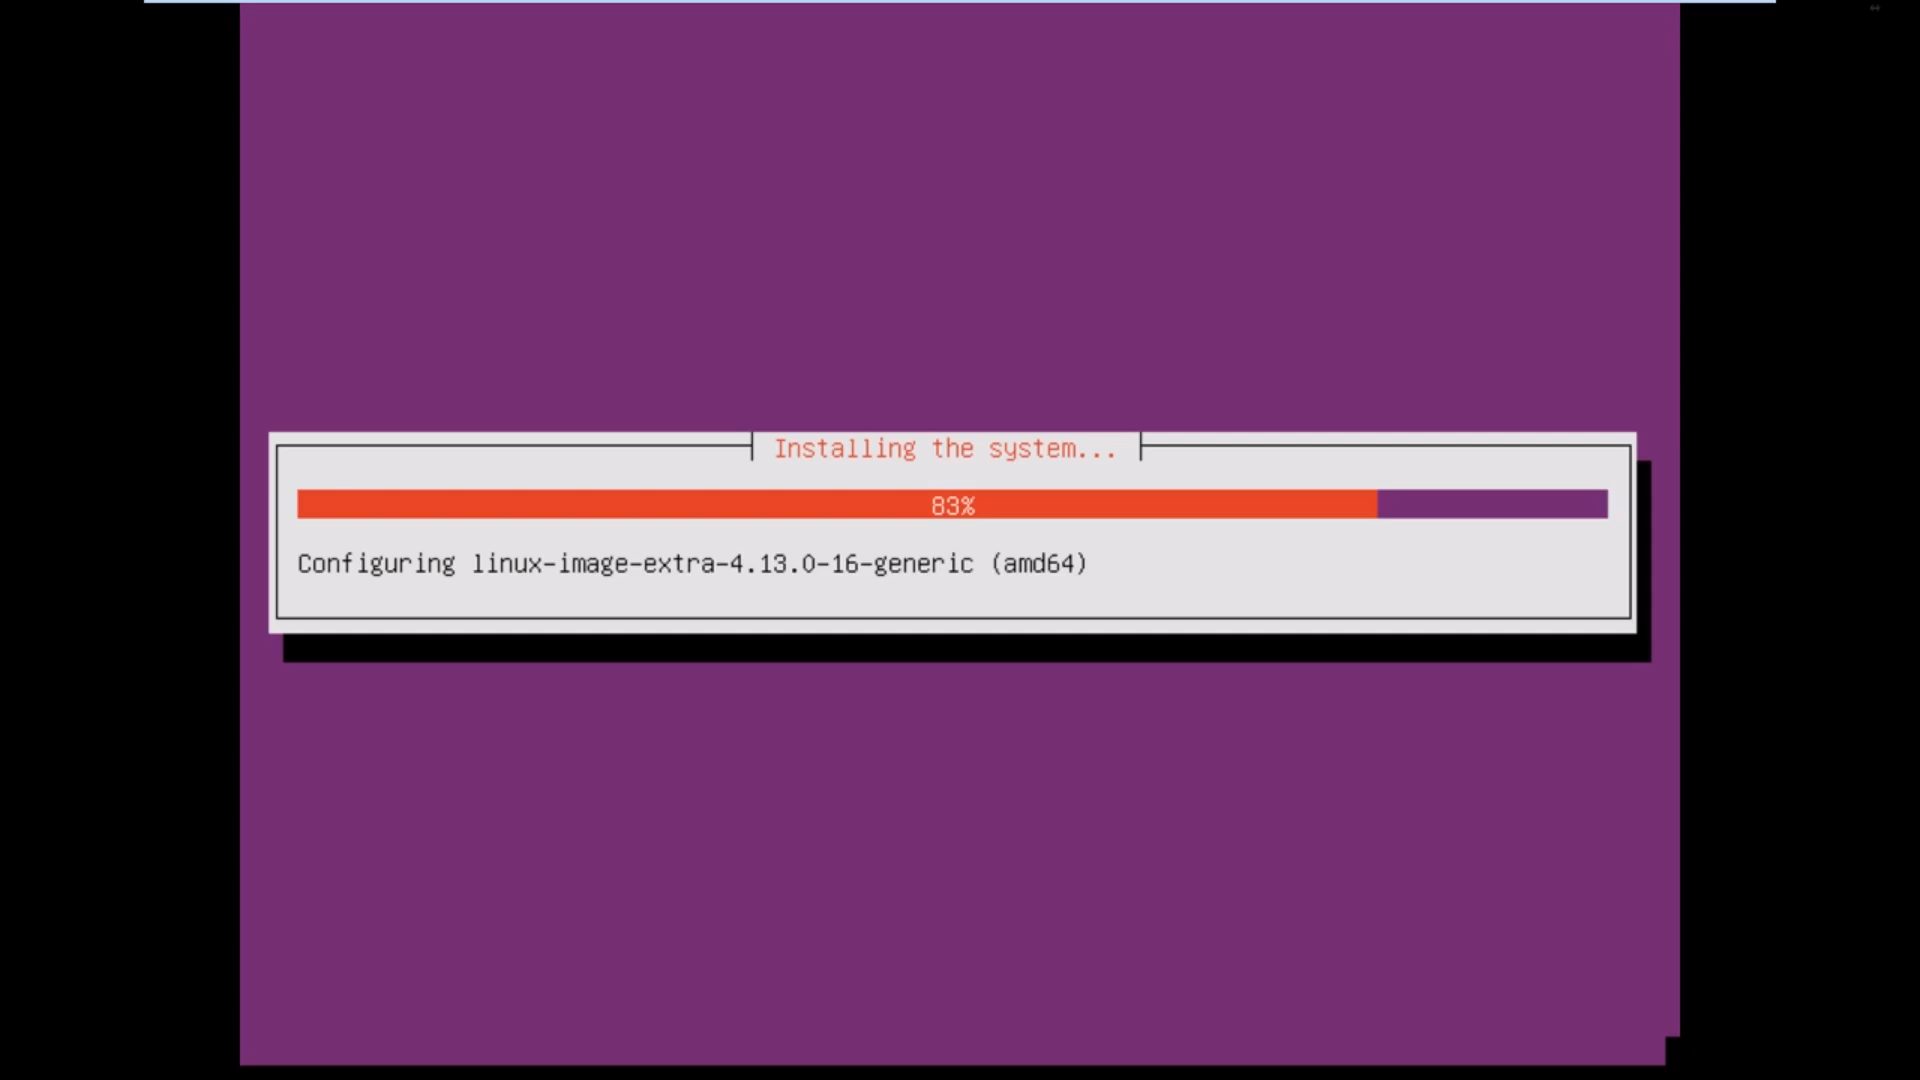 Installing the system...
83%
Configuring linux-image-extra-4.13.0-16-generic (amd64)